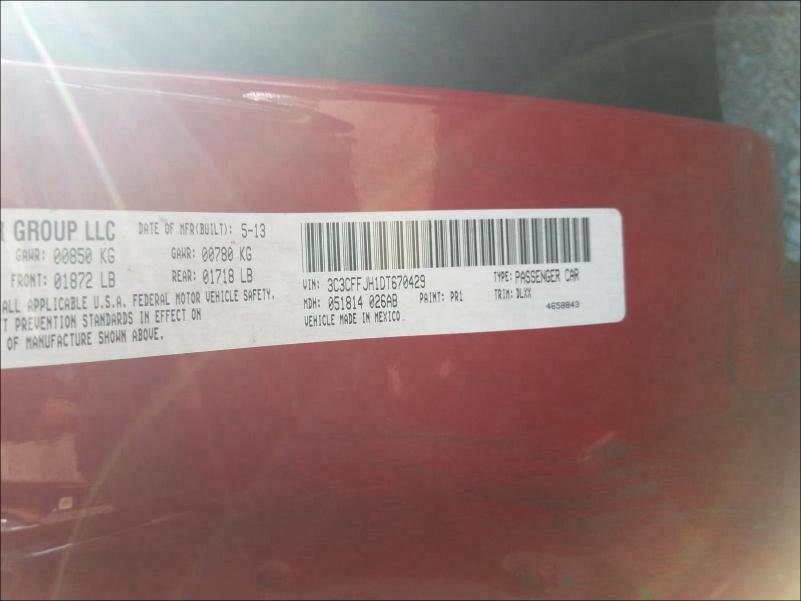 GROUP LLC DATE OF MFR(BUILT): 5-13
GAWR: 00850 KG GAWR: 00780 KG
FRONT: 01872 LB REAR: 01718 LB
ALL APPLICABLE U.S.A. FEDERAL MOTOR VEHICLE SAFETY,
PREVENTION STANDARDS IN EFFECT ON
OF MANUFACTURE SHOWN ABOVE.
VIN: 3C3CFFJH1DT670429 TYPE: PASSENGER CAR
MDH: 051814 026AB PAINT: PR1 TRIM: DLXX
VEHICLE MADE IN MEXICO 4658843